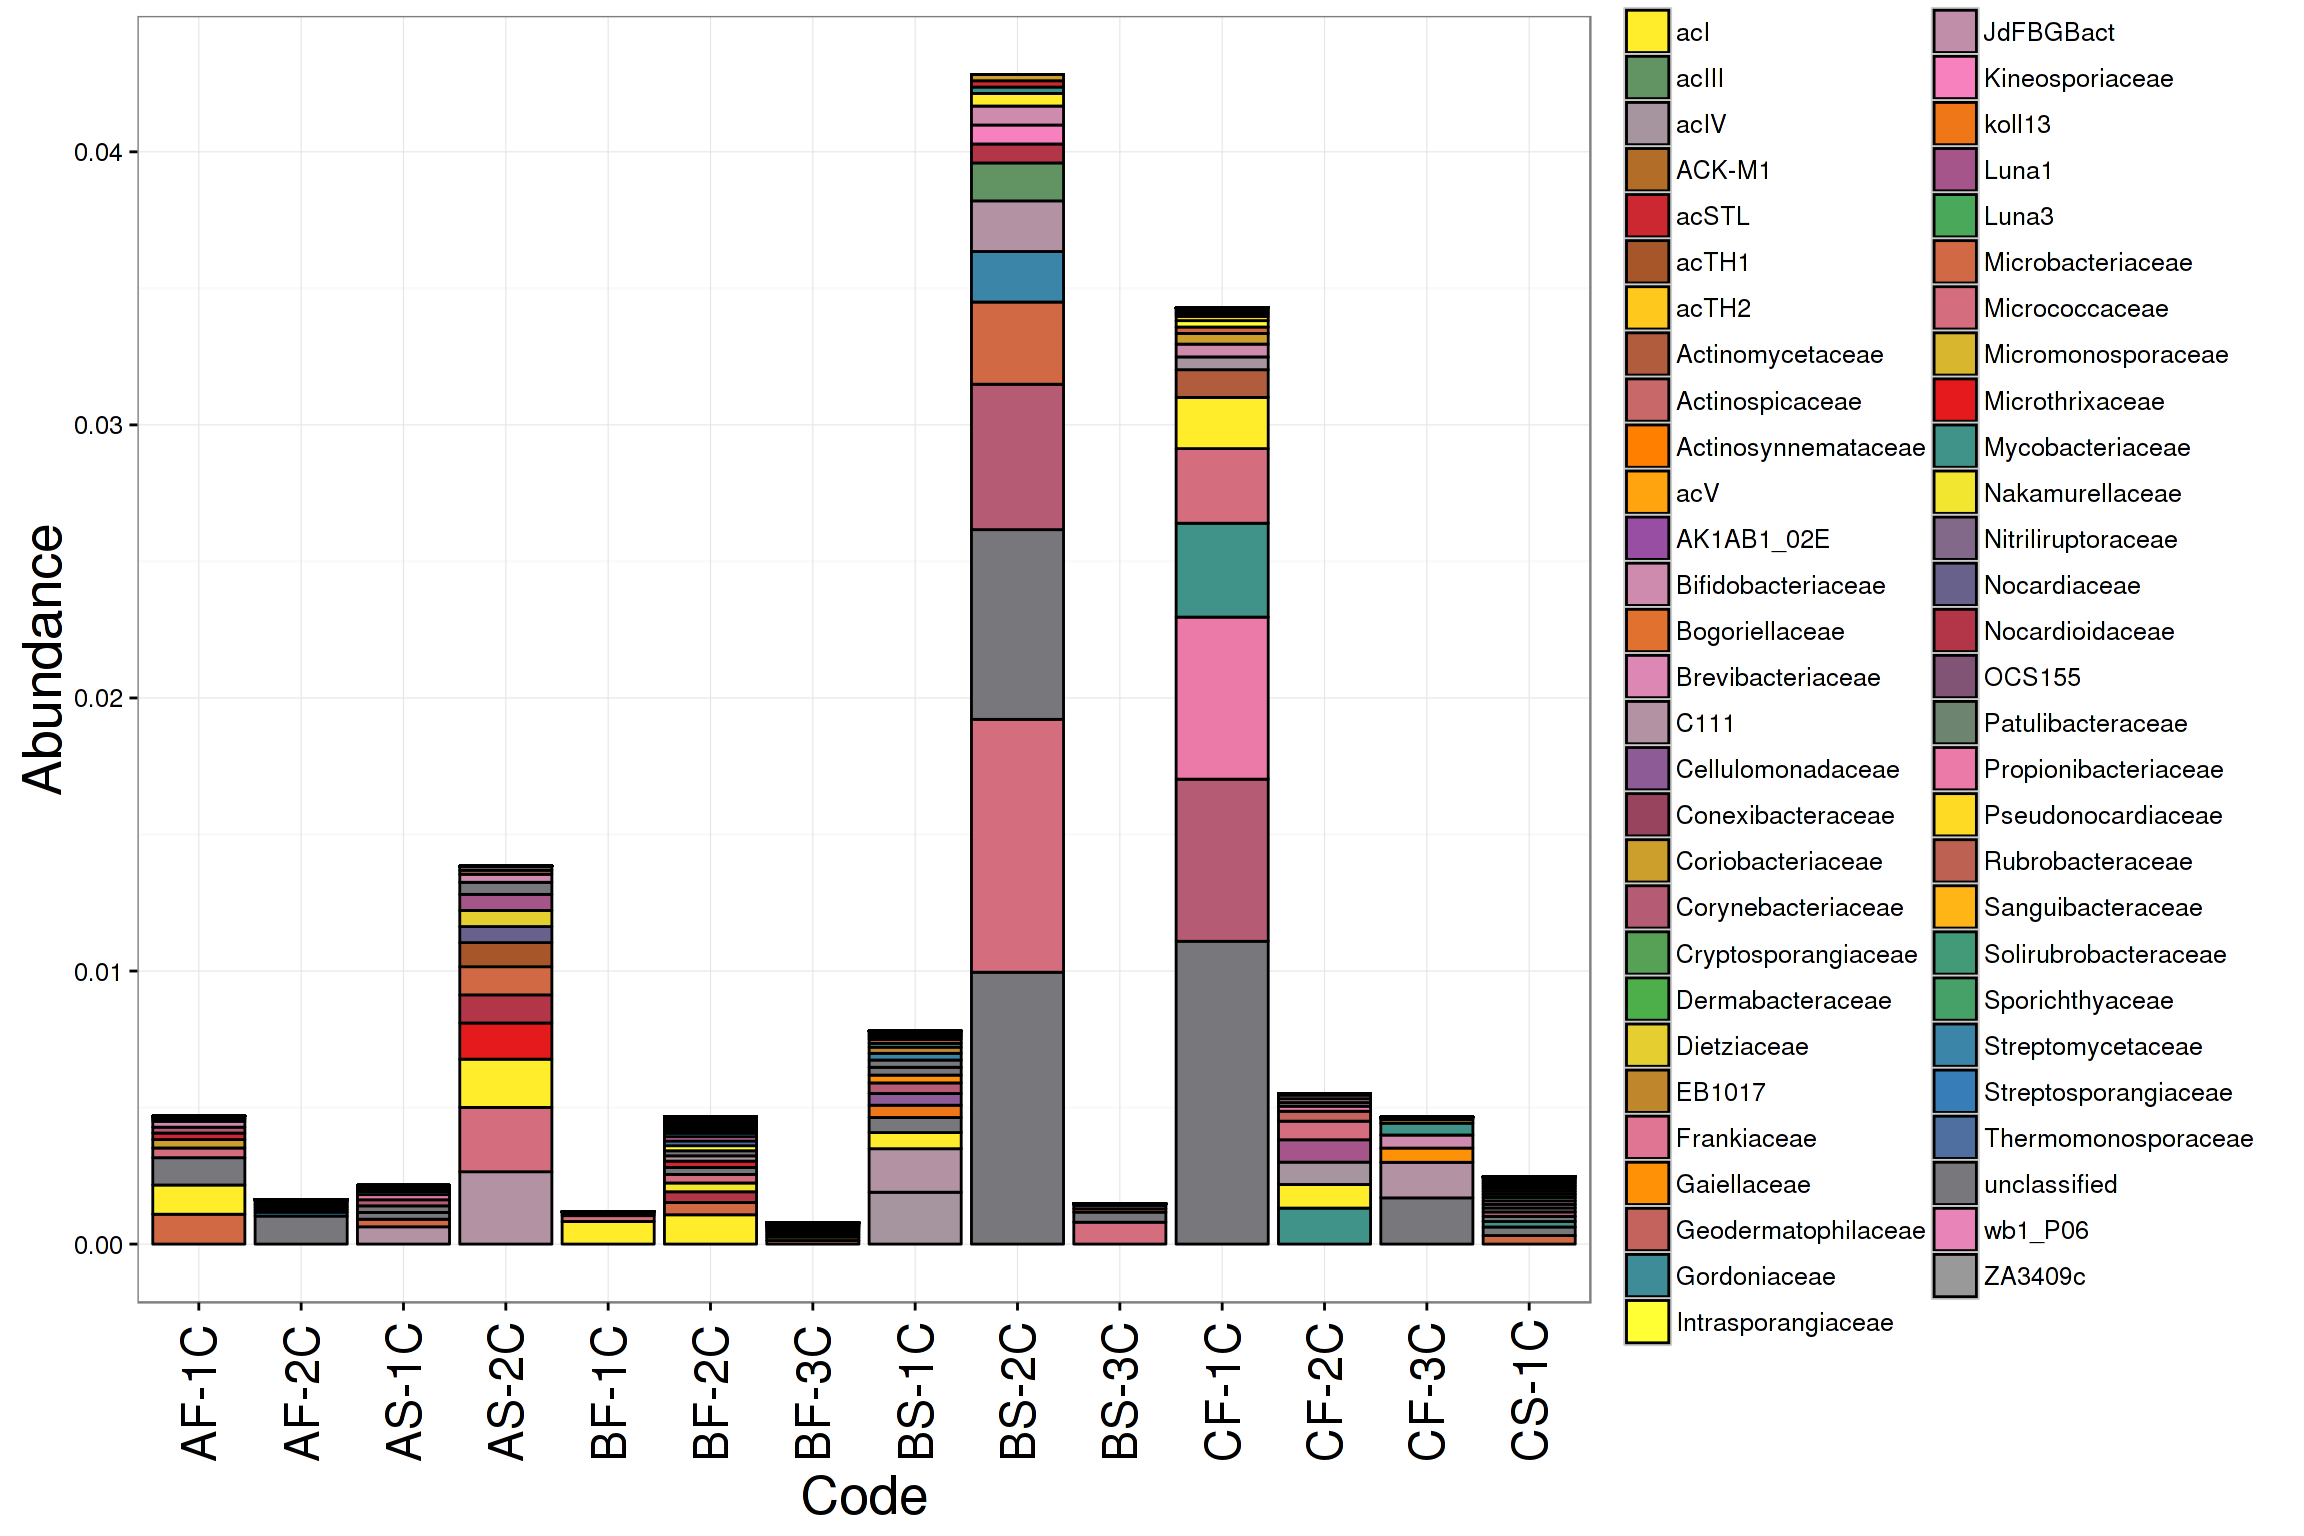 Abundance
0.04
0.03
0.02
0.01
0.00
AF-1C
AF-2C
AS-1C
AS-2C
BF-1C
BF-2C
BF-3C
BS-1C
BS-2C
BS-3C
CF-1C
CF-2C
CF-3C
CS-1C
Code
acI
acIII
acIV
ACK-M1
acSTL
acTH1
acTH2
Actinomycetaceae
Actinospicaceae
Actinosynnemataceae
acV
AK1AB1_02E
Bifidobacteriaceae
Bogoriellaceae
Brevibacteriaceae
C111
Cellulomonadaceae
Conexibacteraceae
Coriobacteriaceae
Corynebacteriaceae
Cryptosporangiaceae
Dermabacteraceae
Dietziaceae
EB1017
Frankiaceae
Gaiellaceae
Geodermatophilaceae
Gordoniaceae
Intrasporangiaceae
JdFBGBact
Kineosporiaceae
koll13
Luna1
Luna3
Microbacteriaceae
Micrococcaceae
Micromonosporaceae
Microthrixaceae
Mycobacteriaceae
Nakamurellaceae
Nitriliruptoraceae
Nocardiaceae
Nocardioidaceae
OCS155
Patulibacteraceae
Propionibacteriaceae
Pseudonocardiaceae
Rubrobacteraceae
Sanguibacteraceae
Solirubrobacteraceae
Sporichthyaceae
Streptomycetaceae
Streptosporangiaceae
Thermomonosporaceae
unclassified
wb1_P06
ZA3409c